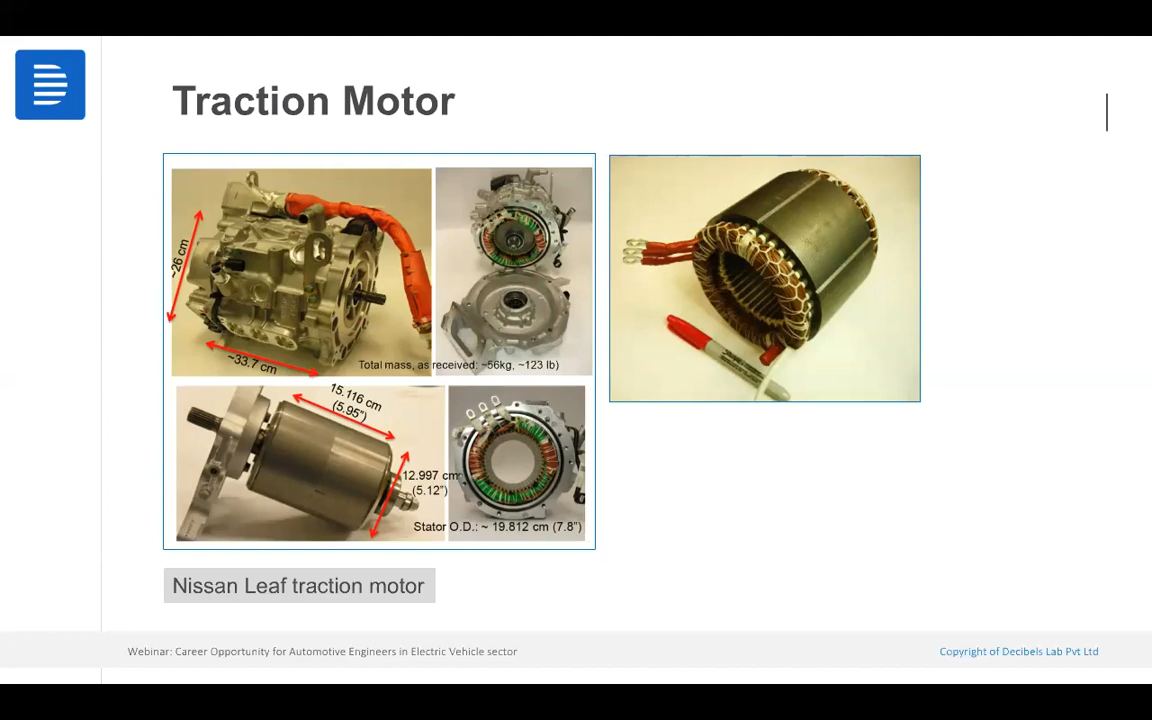 Traction Motor
~26 cm
~33.7 cm
Total mass, as received: ~56kg, ~123 lb)
15.116 cm
(5.95”)
12.997 cm
(5.12”)
Stator O.D.: ~ 19.812 cm (7.8”)
Nissan Leaf traction motor
Webinar: Career Opportunity for Automotive Engineers in Electric Vehicle sector
Copyright of Decibels Lab Pvt Ltd